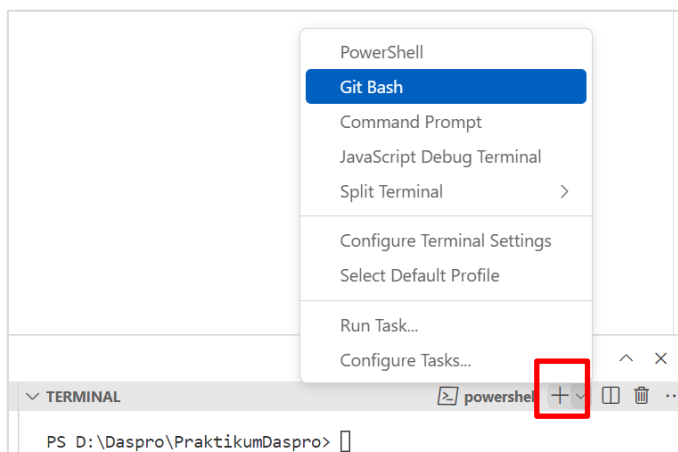 PowerShell
Git Bash
Command Prompt
JavaScript Debug Terminal
Split Terminal
Configure Terminal Settings
Select Default Profile
Run Task...
Configure Tasks...
TERMINAL
powershel
PS D:\Daspro\PraktikumDaspro>